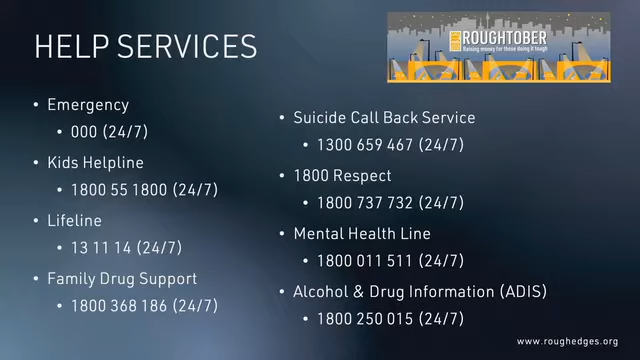 HELP SERVICES
ROUGHTOBER
Raising money for those doing it tough
• Emergency
• 000 (24/7)
• Kids Helpline
• 1800 55 1800 (24/7)
• Lifeline
• 13 11 14 (24/7)
• Family Drug Support
• 1800 368 186 (24/7)
• Suicide Call Back Service
• 1300 659 467 (24/7)
• 1800 Respect
• 1800 737 732 (24/7)
• Mental Health Line
• 1800 011 511 (24/7)
• Alcohol & Drug Information (ADIS)
• 1800 250 015 (24/7)
www.roughedges.org